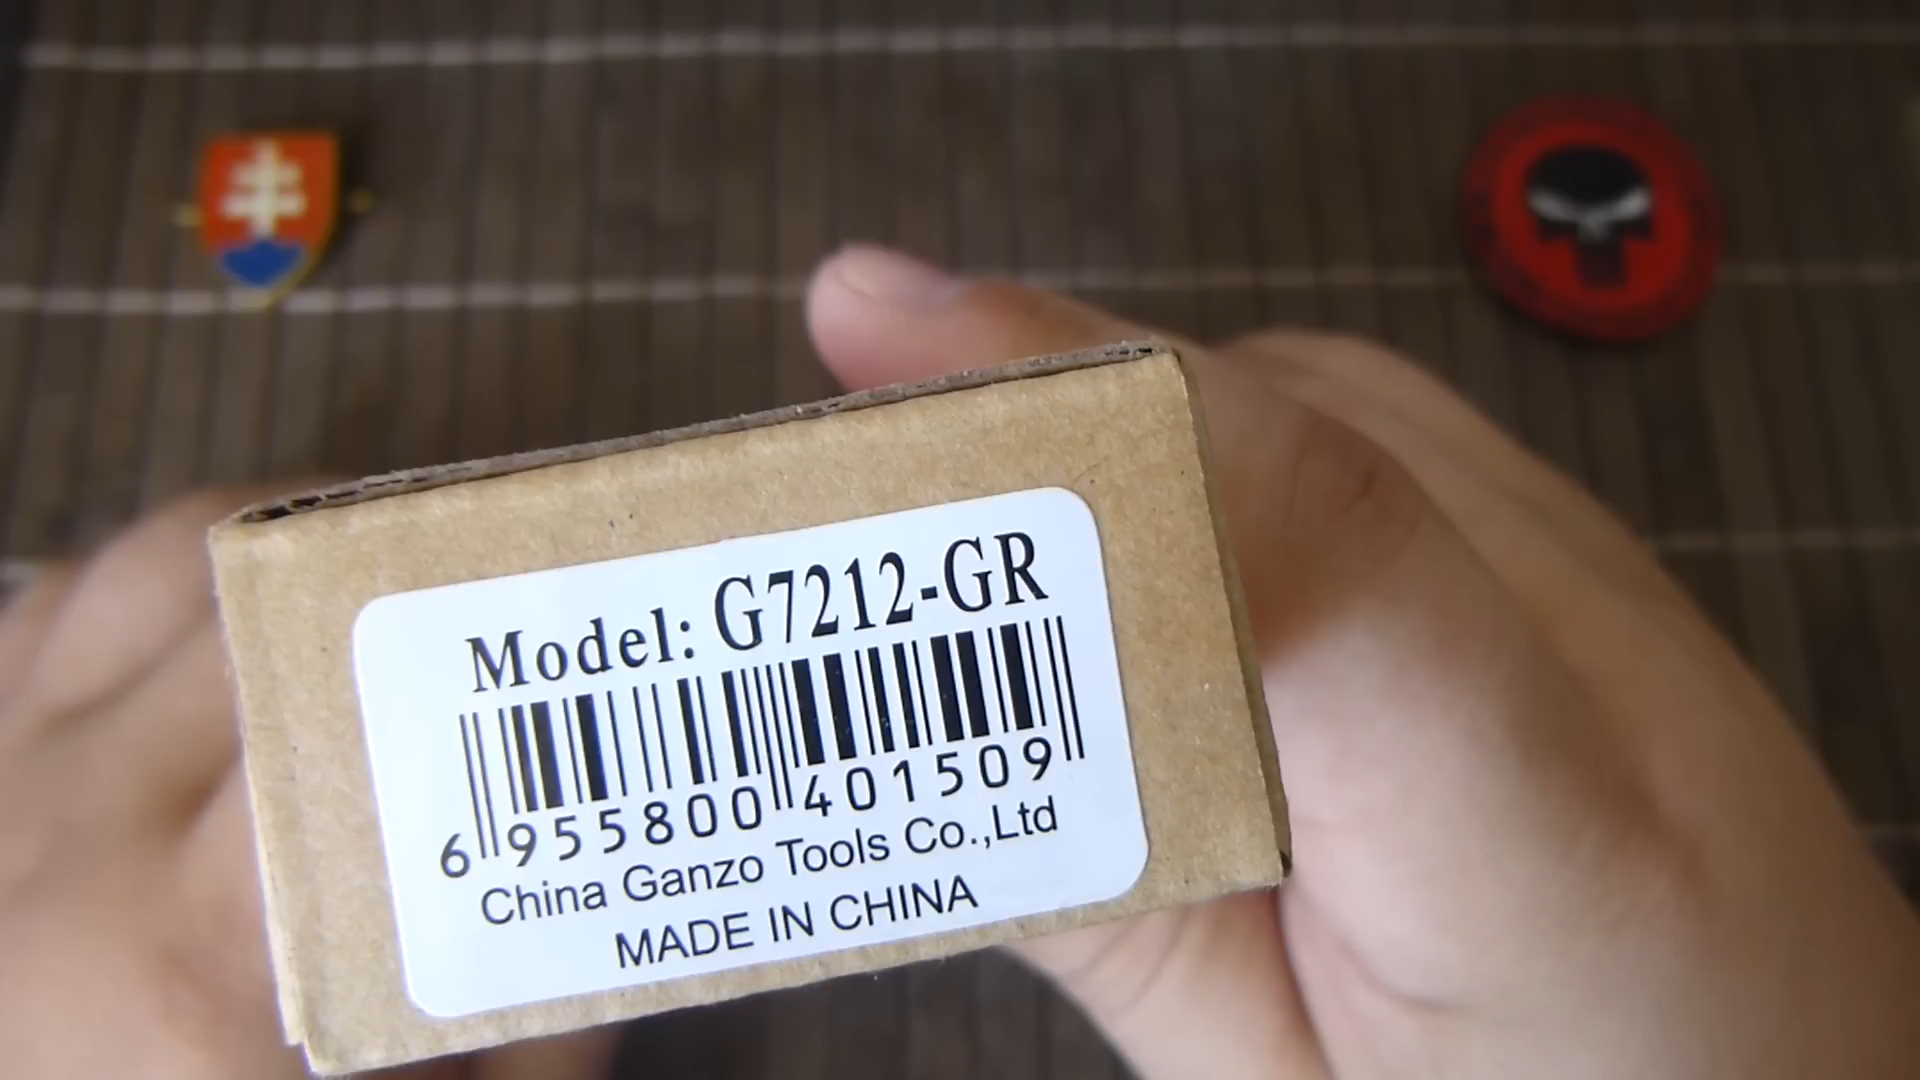 Model: G7212-GR
6 955800 401509
China Ganzo Tools Co.,Ltd
MADE IN CHINA